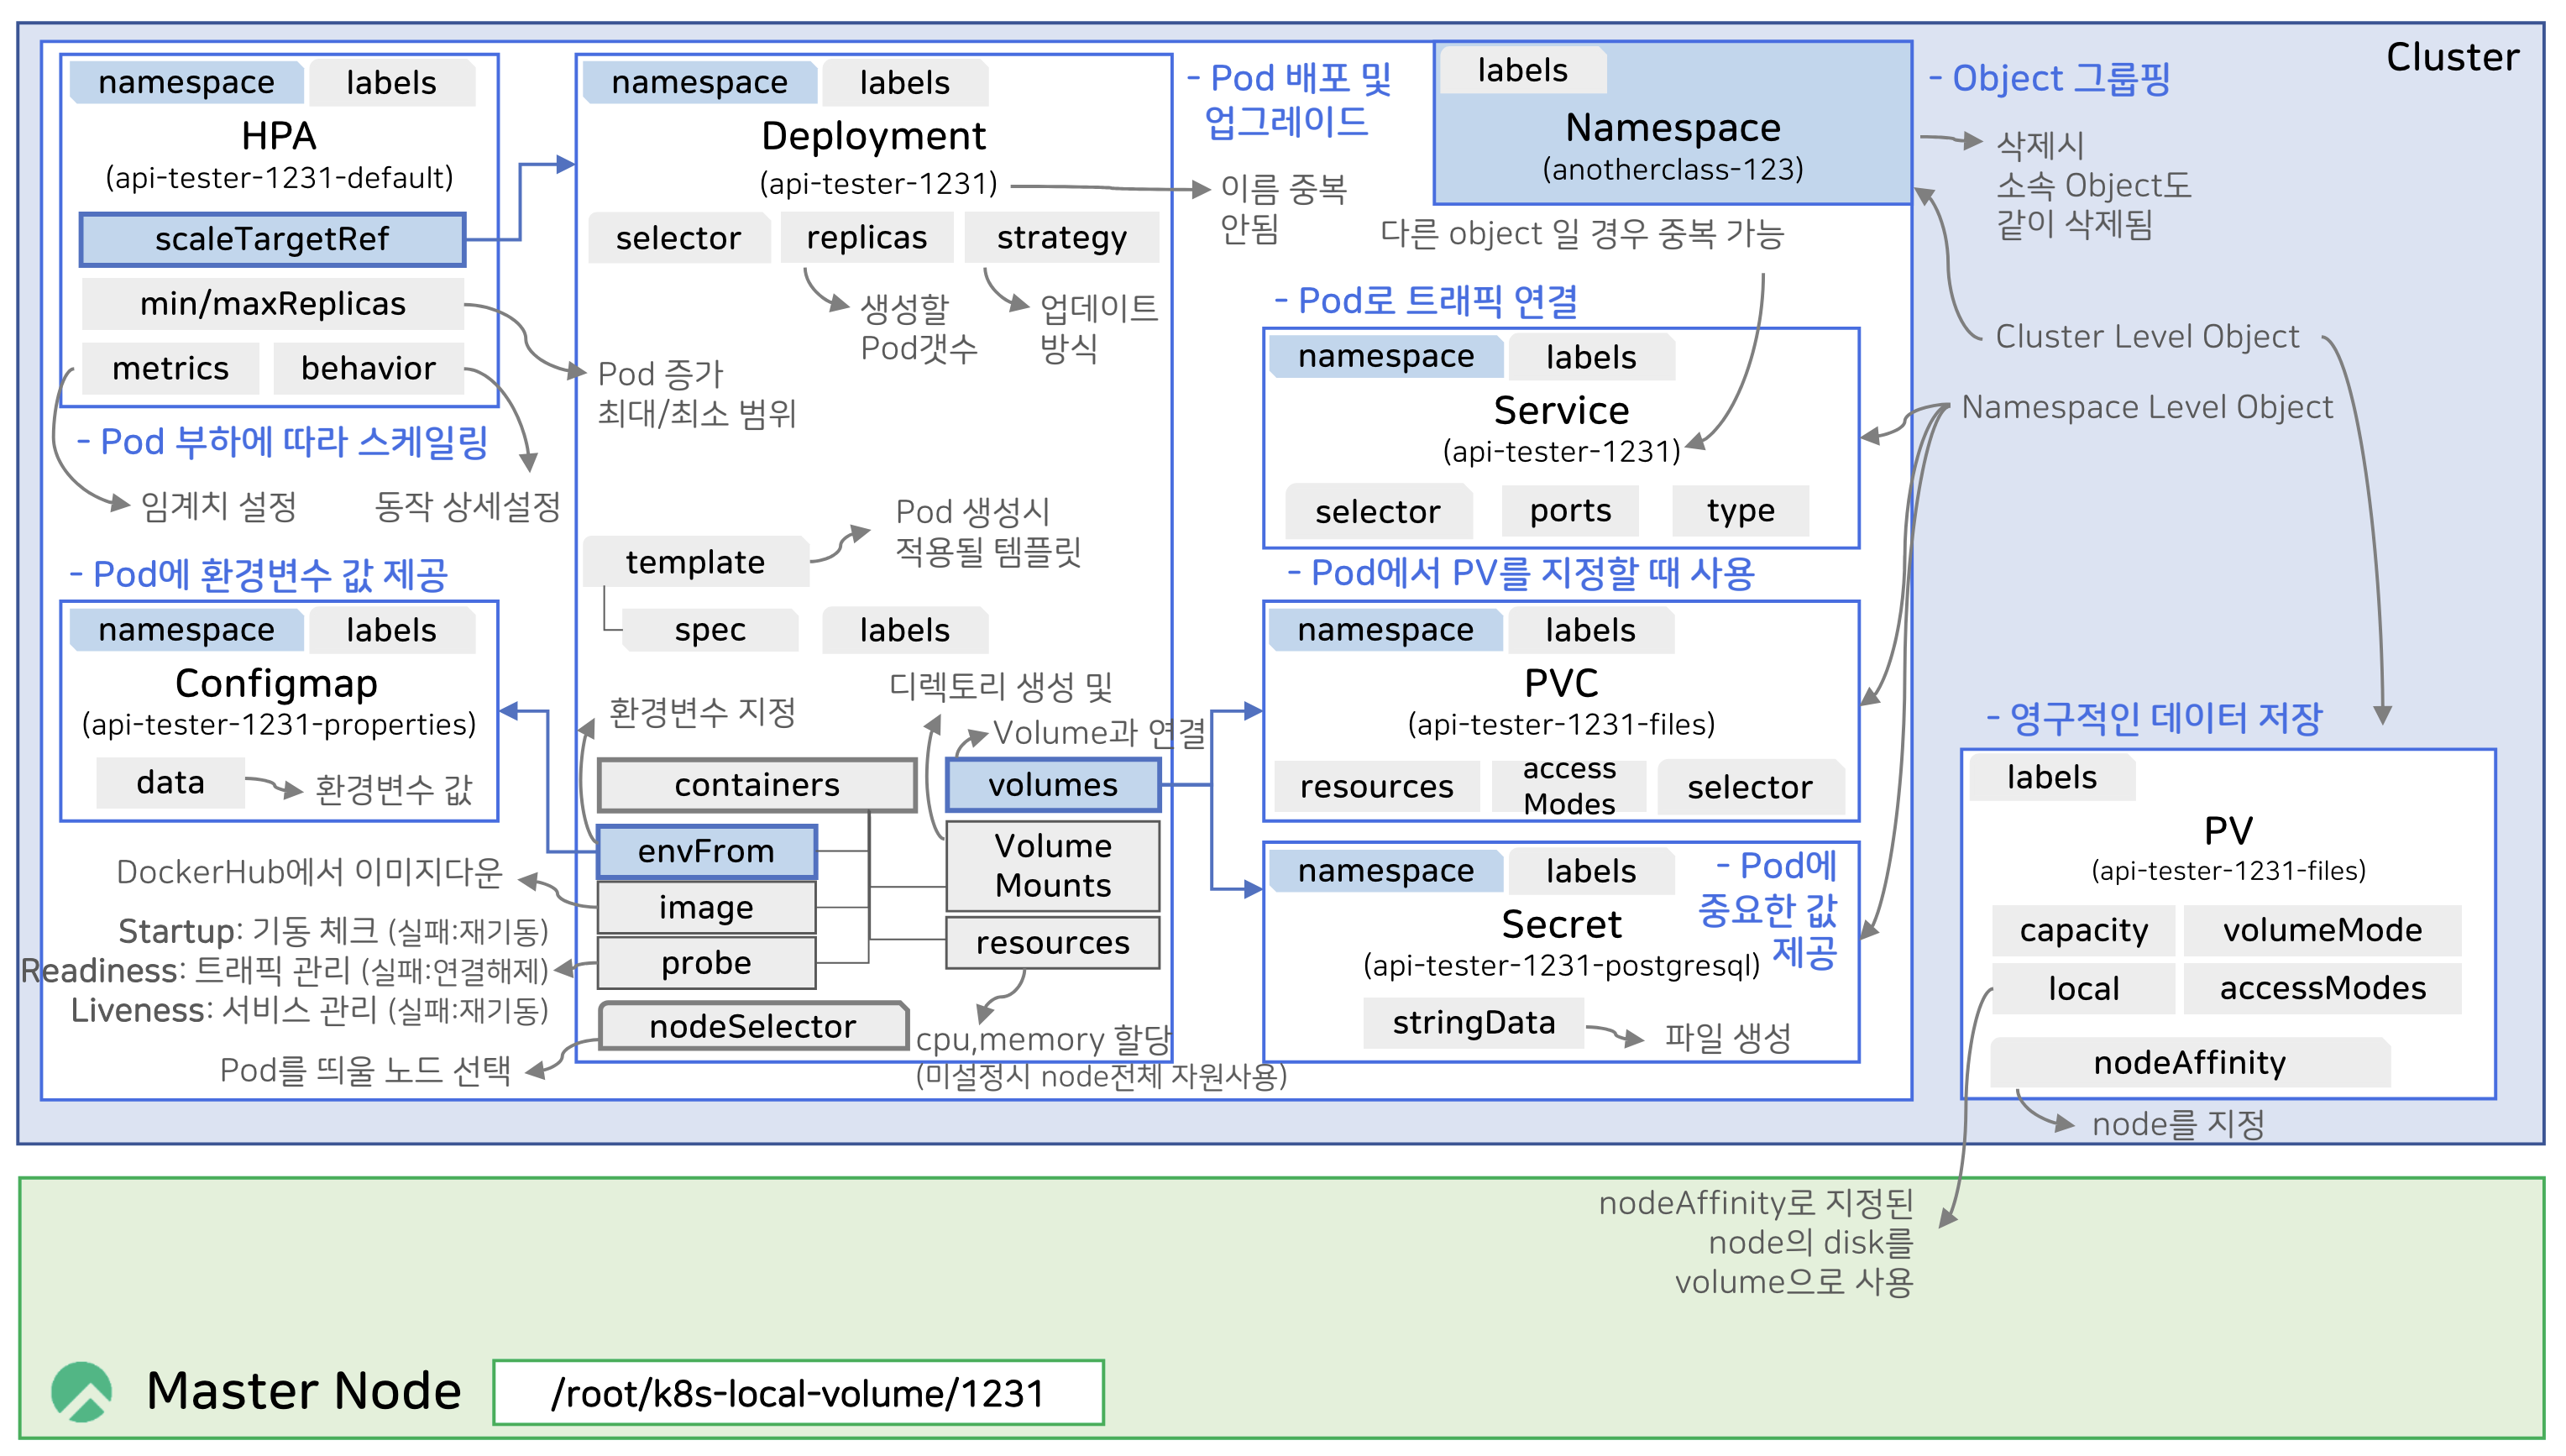 Cluster
namespace
labels
HPA
(api-tester-1231-default)
scaleTargetRef
min/maxReplicas
metrics
behavior
- Pod 부하에 따라 스케일링
임계치 설정
동작 상세설정
Pod 증가
최대/최소 범위
- Pod에 환경변수 값 제공
namespace
labels
Configmap
(api-tester-1231-properties)
data
환경변수 값
DockerHub에서 이미지다운
Startup: 기동 체크 (실패:재기동)
Readiness: 트래픽 관리 (실패:연결해제)
Liveness: 서비스 관리 (실패:재기동)
Pod를 띄울 노드 선택
namespace
labels
Deployment
(api-tester-1231)
- Pod 배포 및
업그레이드
이름 중복
안됨
selector
replicas
strategy
생성할
Pod갯수
업데이트
방식
template
Pod 생성시
적용될 템플릿
spec
labels
환경변수 지정
디렉토리 생성 및
Volume과 연결
containers
volumes
envFrom
Volume
Mounts
image
resources
probe
nodeSelector
cpu,memory 할당
(미설정시 node전체 자원사용)
labels
Namespace
(anotherclass-123)
- Object 그룹핑
삭제시
소속 Object도
같이 삭제됨
다른 object 일 경우 중복 가능
Cluster Level Object
Namespace Level Object
- Pod로 트래픽 연결
namespace
labels
Service
(api-tester-1231)
selector
ports
type
- Pod에서 PV를 지정할 때 사용
namespace
labels
PVC
(api-tester-1231-files)
resources
access
Modes
selector
namespace
labels
- Pod에
중요한 값
제공
Secret
(api-tester-1231-postgresql)
stringData
파일 생성
- 영구적인 데이터 저장
labels
PV
(api-tester-1231-files)
capacity
volumeMode
local
accessModes
nodeAffinity
node를 지정
nodeAffinity로 지정된
node의 disk를
volume으로 사용
Master Node
/root/k8s-local-volume/1231